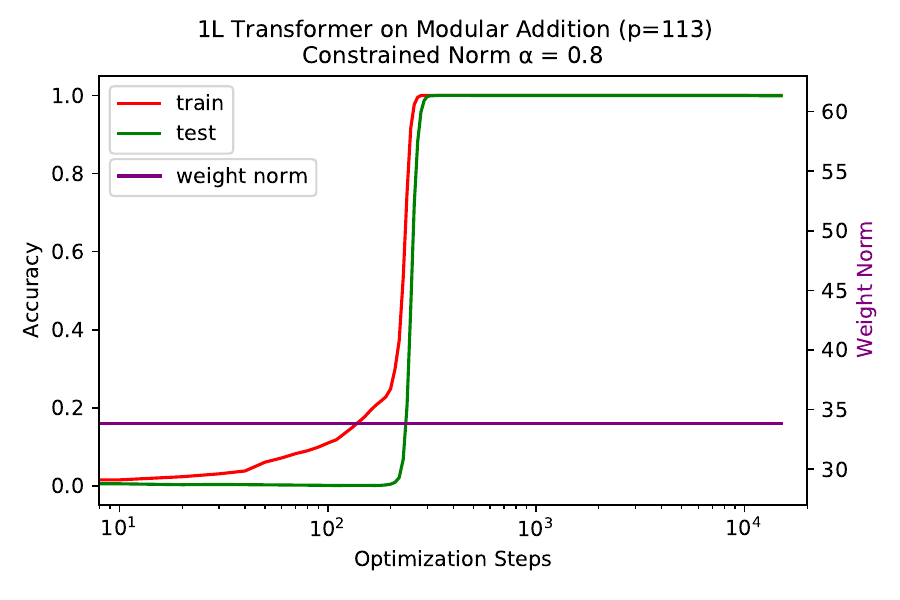 1L Transformer on Modular Addition (p=113)
Constrained Norm α = 0.8
train
test
weight norm
1.0
0.8
0.6
0.4
0.2
0.0
Accuracy
60
55
50
45
40
35
30
Weight Norm
10¹
10²
10³
10⁴
Optimization Steps